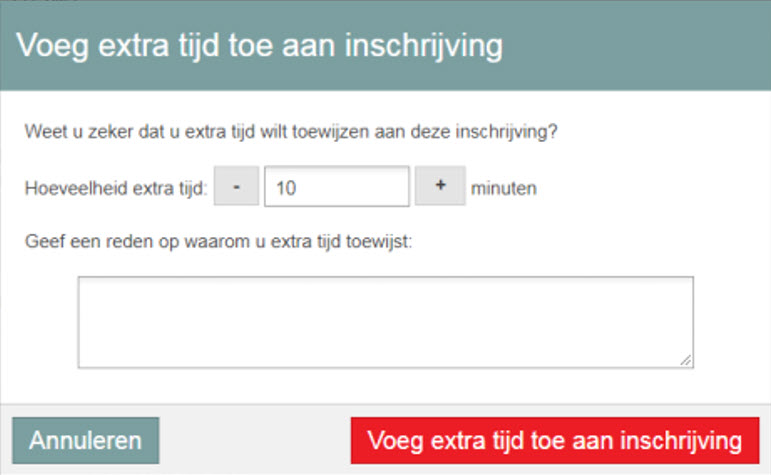 Voeg extra tijd toe aan inschrijving
Weet u zeker dat u extra tijd wilt toewijzen aan deze inschrijving?
Hoeveelheid extra tijd: - 10 + minuten
Geef een reden op waarom u extra tijd toewijst:
Annuleren Voeg extra tijd toe aan inschrijving